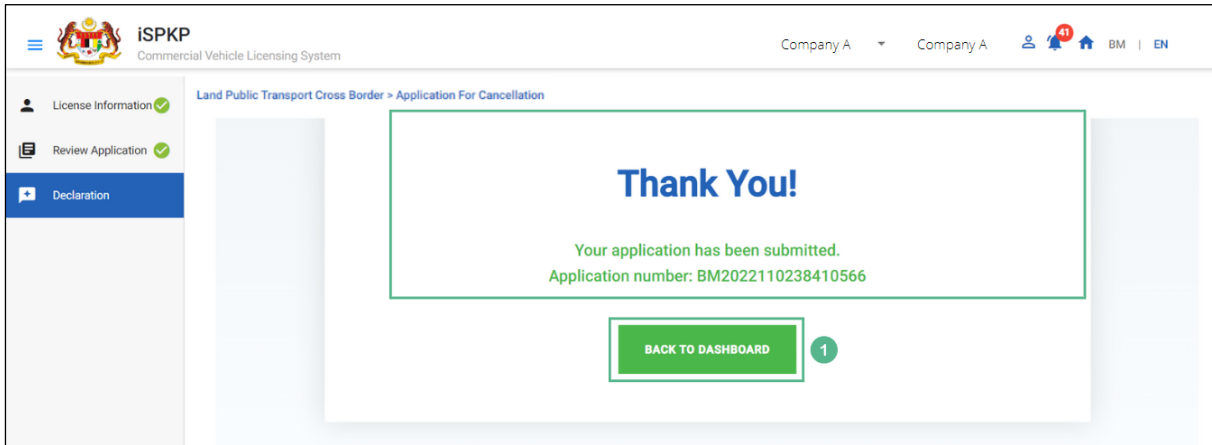 iSPKP
Commercial Vehicle Licensing System
Company A
Company A
41
BM | EN
License Information
Review Application
Declaration
Land Public Transport Cross Border > Application For Cancellation
Thank You!
Your application has been submitted.
Application number: BM2022110238410566
BACK TO DASHBOARD
1